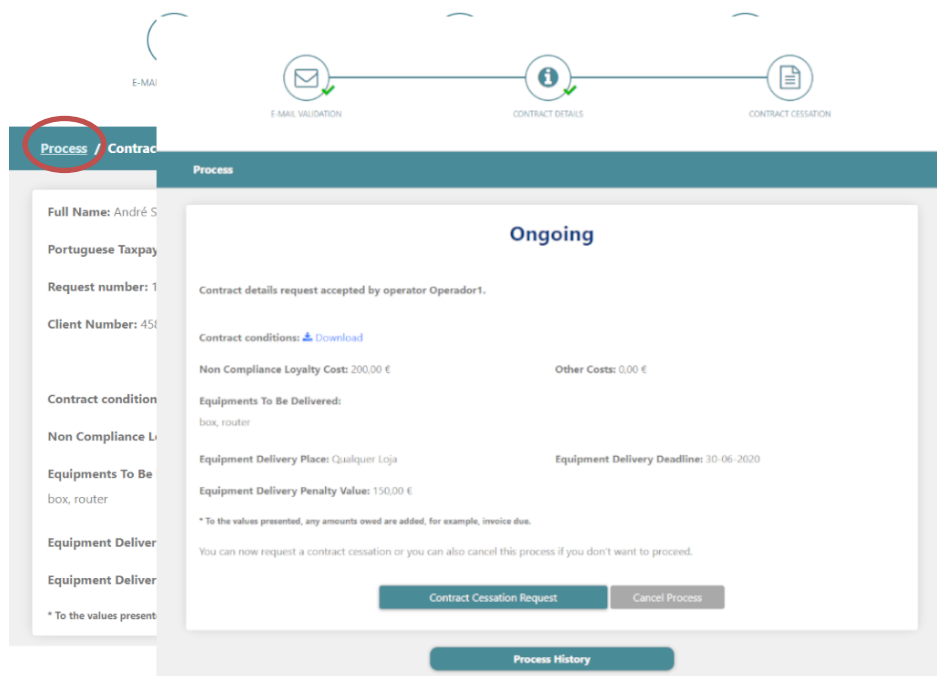 E-MAI
Process / Contrac
Full Name: André S
Portuguese Taxpay
Request number: 1
Client Number: 458
Contract condition
Non Compliance Lo
Equipments To Be
box, router
Equipment Deliver
Equipment Deliver
* To the values present
E-MAIL VALIDATION
CONTRACT DETAILS
CONTRACT CESSATION
Process
Ongoing
Contract details request accepted by operator Operador1.
Contract conditions: Download
Non Compliance Loyalty Cost: 200,00 €
Other Costs: 0,00 €
Equipments To Be Delivered:
box, router
Equipment Delivery Place: Qualquer Loja
Equipment Delivery Deadline: 30-06-2020
Equipment Delivery Penalty Value: 150,00 €
* To the values presented, any amounts owed are added, for example, invoice due.
You can now request a contract cessation or you can also cancel this process if you don't want to proceed.
Contract Cessation Request
Cancel Process
Process History